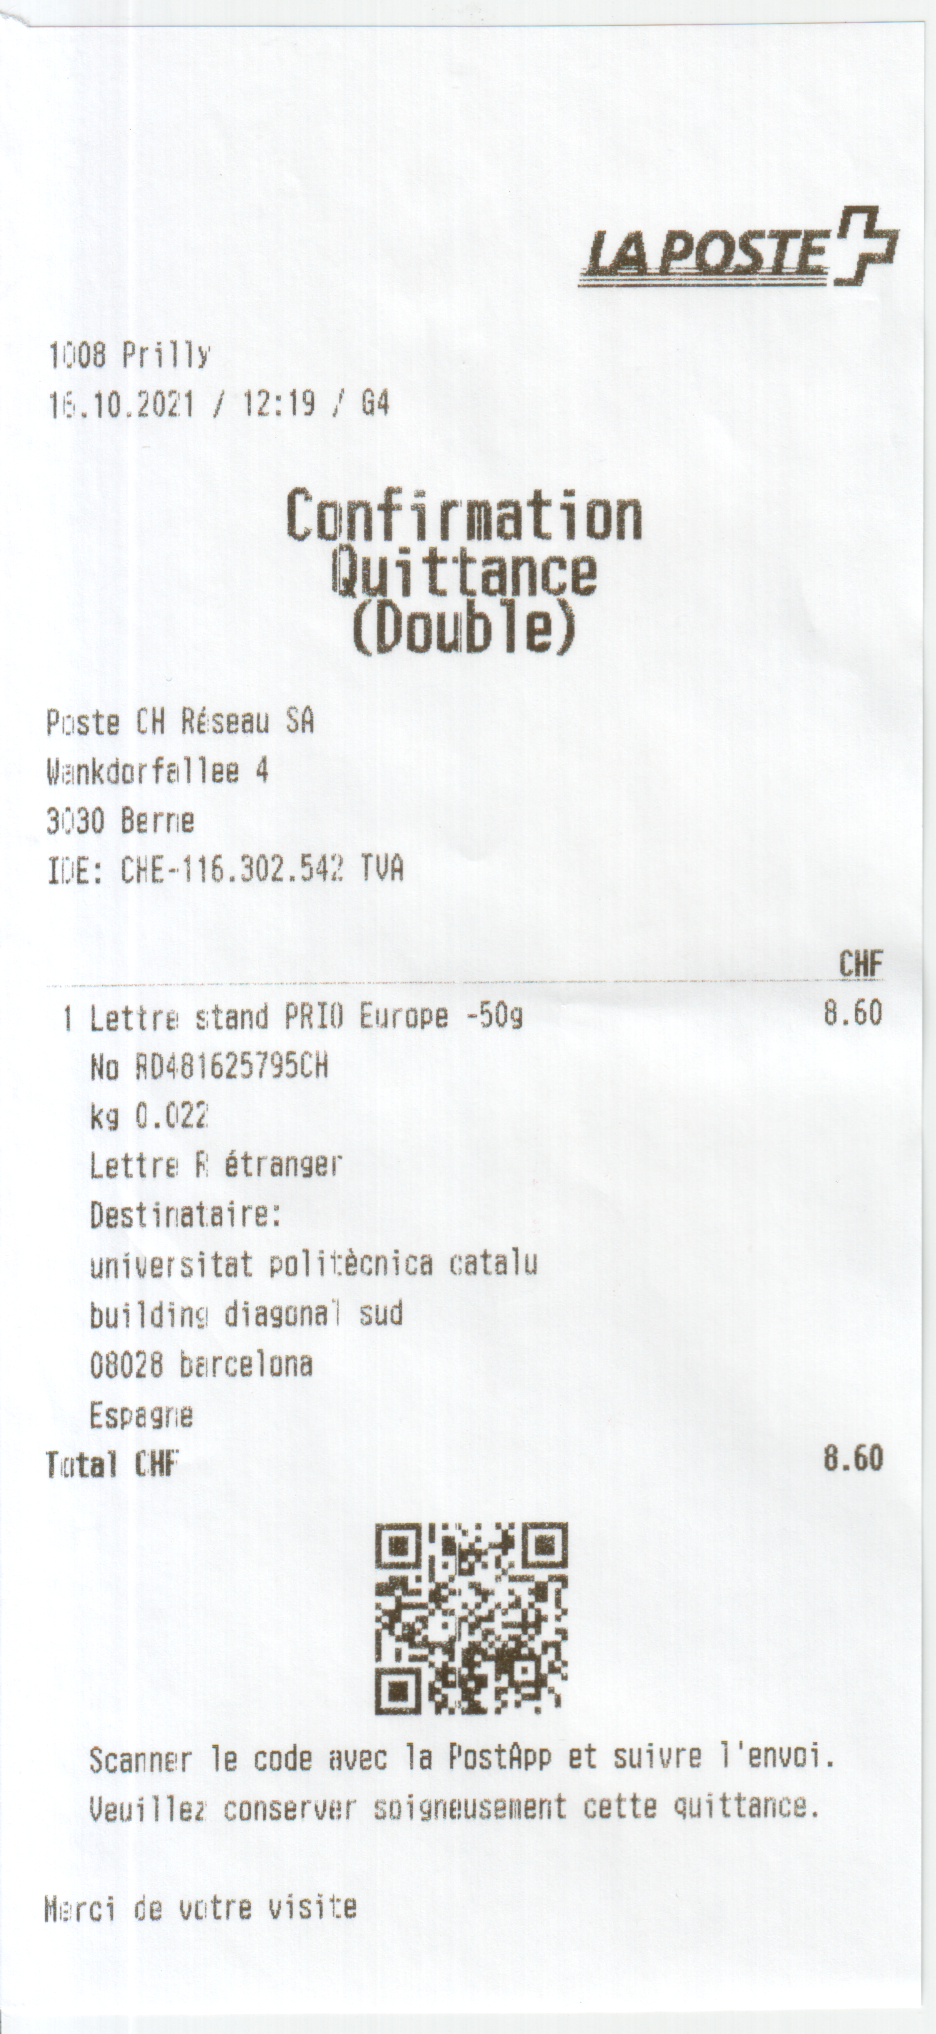 LA POSTE
1008 Prilly
16.10.2021 / 12:19 / G4
Confirmation
Quittance
(Double)
Poste CH Réseau SA
Wankdorfallee 4
3030 Berne
IDE: CHE-116.302.542 TVA
CHF
1 Lettre stand PRIO Europe -50g 8.60
No RD481625795CH
kg 0.022
Lettre R étranger
Destinataire:
universitat politècnica catalu
building diagonal sud
08028 barcelona
Espagne
Total CHF 8.60
Scanner le code avec la PostApp et suivre l'envoi.
Veuillez conserver soigneusement cette quittance.
Merci de votre visite